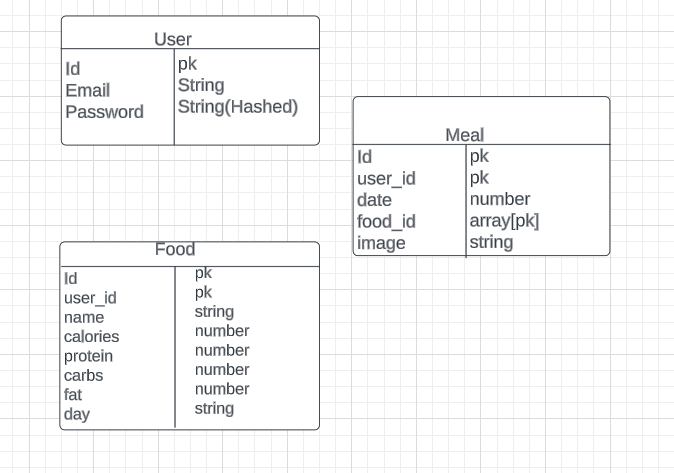 User
Id pk
Email String
Password String(Hashed)
Meal
Id pk
user_id pk
date number
food_id array[pk]
image string
Food
Id pk
user_id pk
name string
calories number
protein number
carbs number
fat number
day string